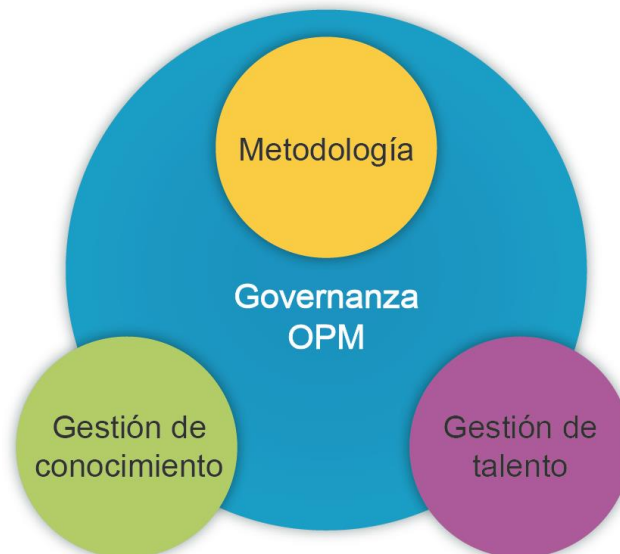 Metodología
Governanza
OPM
Gestión de
conocimiento
Gestión de
talento